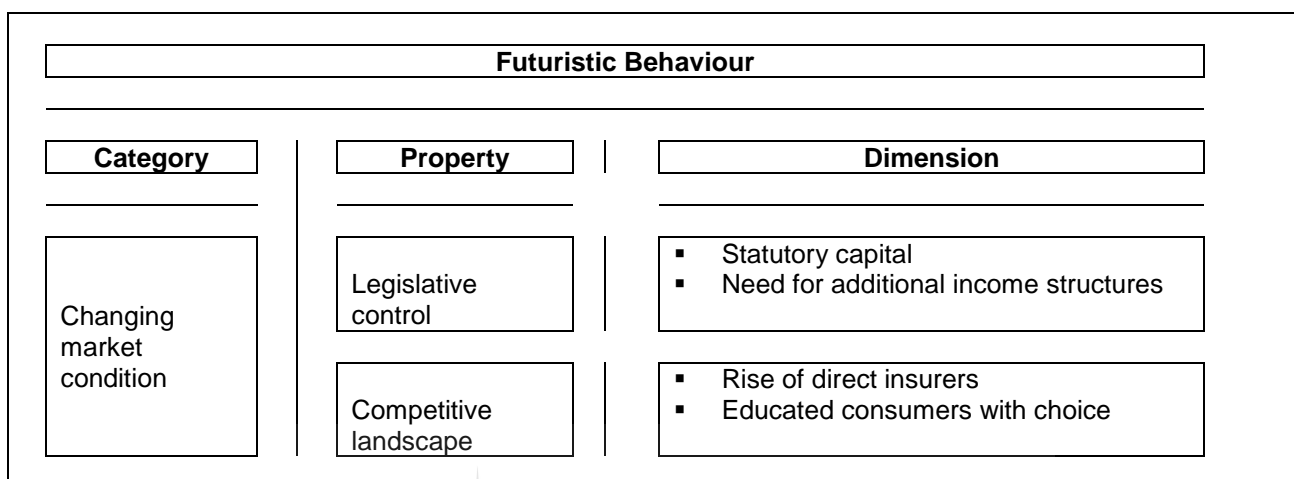 Futuristic Behaviour
Category
Property
Dimension
Changing
market
condition
Legislative
control
▪ Statutory capital
▪ Need for additional income structures
Competitive
landscape
▪ Rise of direct insurers
▪ Educated consumers with choice